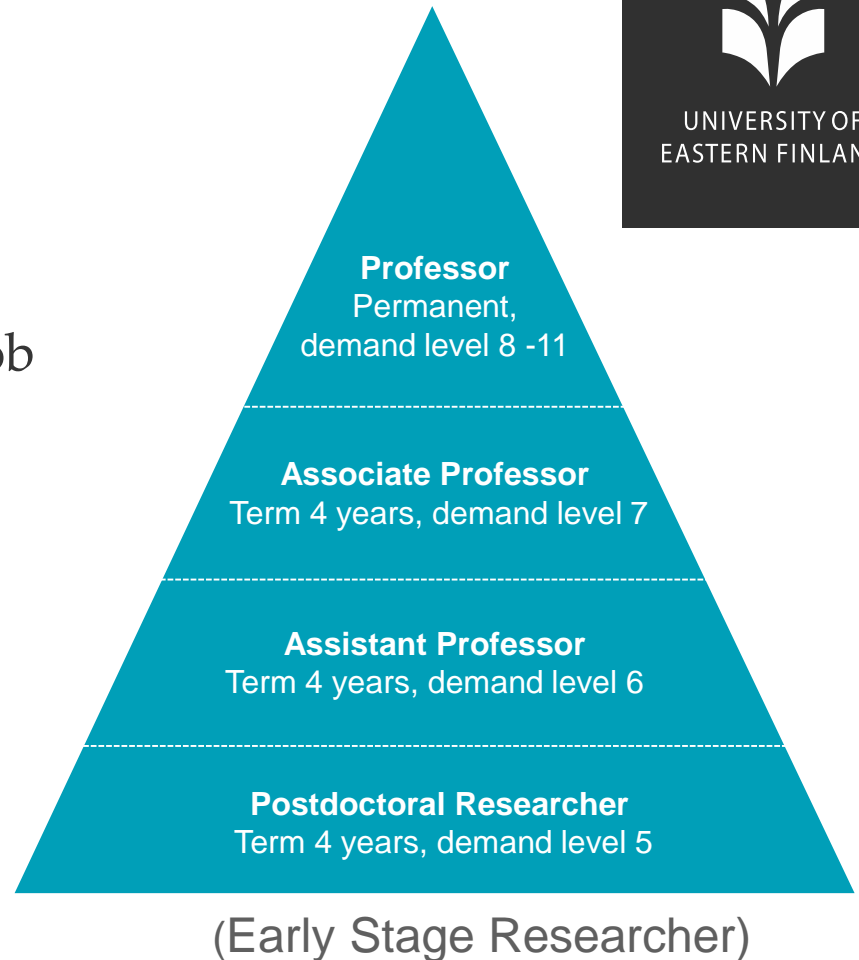 UNIVERSITY OF
EASTERN FINLAN
Professor
Permanent,
demand level 8 -11
ob
Associate Professor
Term 4 years, demand level 7
Assistant Professor
Term 4 years, demand level 6
Postdoctoral Researcher
Term 4 years, demand level 5
(Early Stage Researcher)